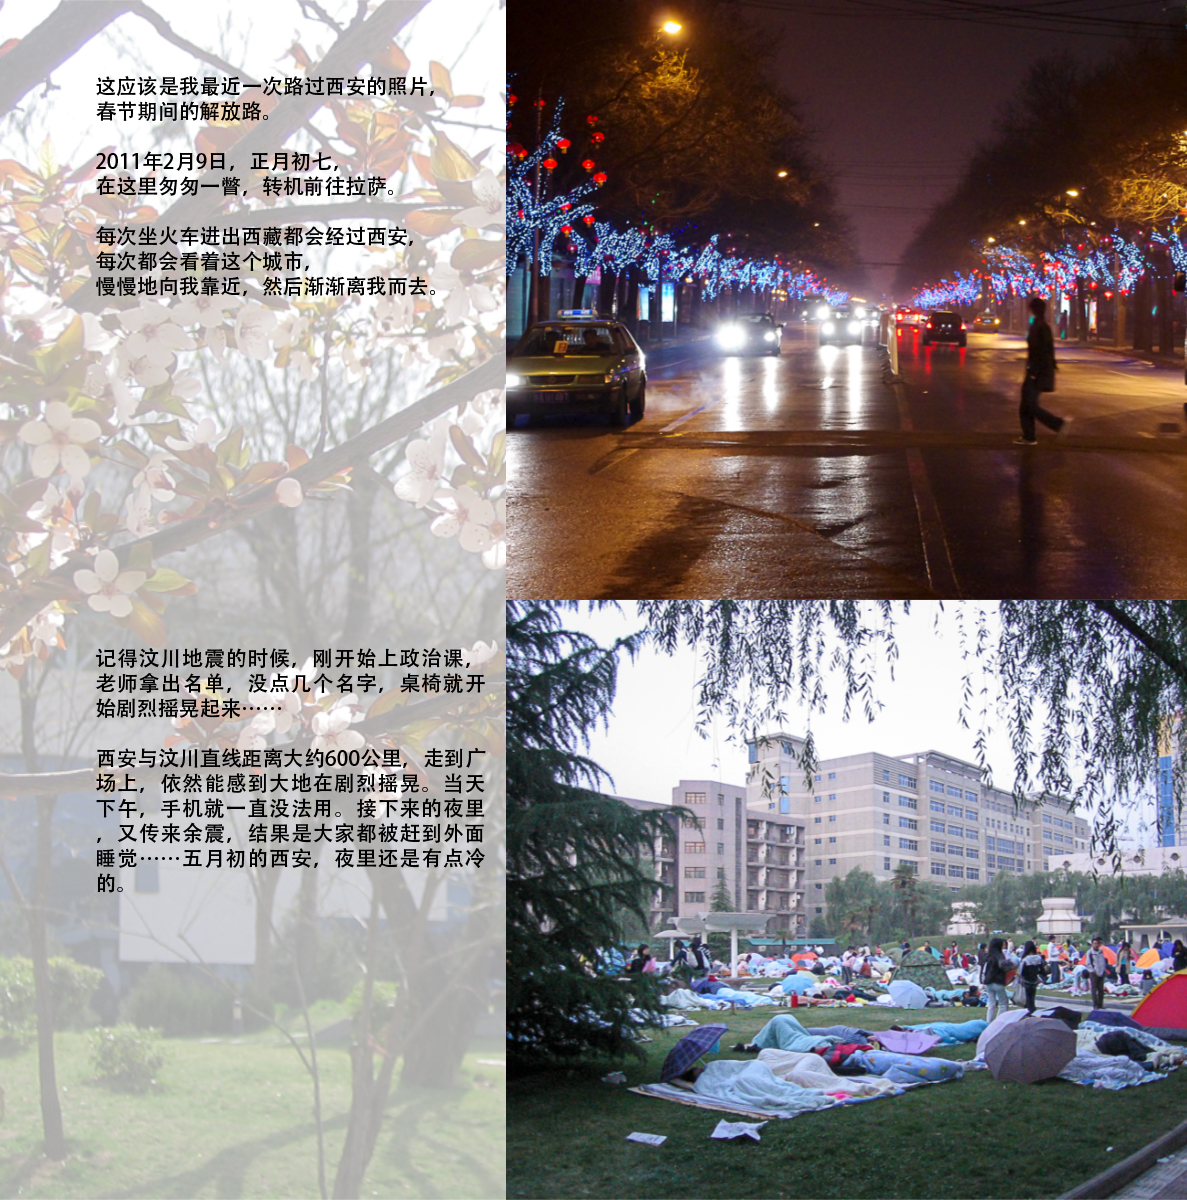 这应该是我最近一次路过西安的照片，
春节期间的解放路。
2011年2月9日，正月初七，
在这里匆匆一瞥，转机前往拉萨。
每次坐火车进出西藏都会经过西安，
每次都会看着这个城市，
慢慢地向我靠近，然后渐渐离我而去。
记得汶川地震的时候，刚开始上政治课，
老师拿出名单，没点几个名字，桌椅就开
始剧烈摇晃起来……
西安与汶川直线距离大约600公里，走到广
场上，依然能感到大地在剧烈摇晃。当天
下午，手机就一直没法用。接下来的夜里
，又传来余震，结果是大家都被赶到外面
睡觉……五月初的西安，夜里还是有点冷
的。